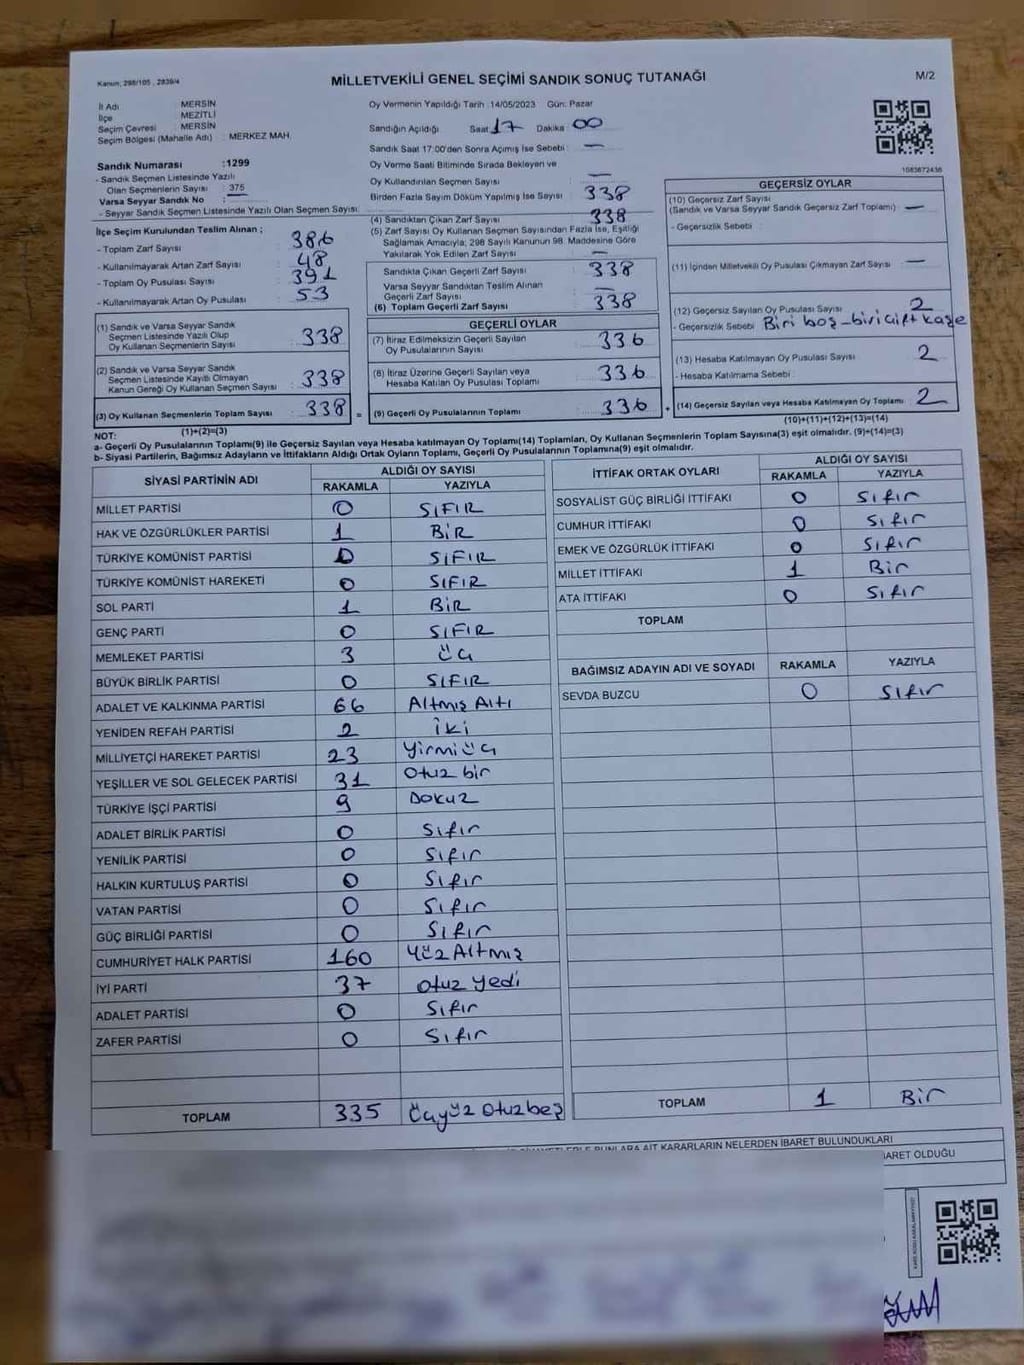 Kanun: 298/105 , 2839/4
MİLLETVEKİLİ GENEL SEÇİMİ SANDIK SONUÇ TUTANAĞI
M/2
İl Adı : MERSİN
İlçe : MEZİTLİ
Seçim Çevresi : MERSİN
Seçim Bölgesi (Mahalle Adı) : MERKEZ MAH.
Sandık Numarası :1299
- Sandık Seçmen Listesinde Yazılı
Olan Seçmenlerin Sayısı : 375
Varsa Seyyar Sandık No :
- Seyyar Sandık Seçmen Listesinde Yazılı Olan Seçmen Sayısı:
İlçe Seçim Kurulundan Teslim Alınan ;
- Toplam Zarf Sayısı : 386
- Kullanılmayarak Artan Zarf Sayısı : 48
- Toplam Oy Pusulası Sayısı : 391
- Kullanılmayarak Artan Oy Pusulası : 53
(1) Sandık ve Varsa Seyyar Sandık
Seçmen Listesinde Yazılı Olup
Oy Kullanan Seçmenlerin Sayısı : 338
(2) Sandık ve Varsa Seyyar Sandık
Seçmen Listesinde Kayıtlı Olmayan
Kanun Gereği Oy Kullanan Seçmen Sayısı : 338
(3) Oy Kullanan Seçmenlerin Toplam Sayısı : 338 =
(1)+(2)=(3)
Oy Vermenin Yapıldığı Tarih :14/05/2023 Gün: Pazar
Sandığın Açıldığı Saat : 17 Dakika : 00
Sandık Saat 17:00'den Sonra Açılmış İse Sebebi : —
Oy Verme Saati Bitiminde Sırada Bekleyen ve
Oy Kullandırılan Seçmen Sayısı : —
Birden Fazla Sayım Döküm Yapılmış İse Sayısı : 338
(4) Sandıktan Çıkan Zarf Sayısı : 338
(5) Zarf Sayısı Oy Kullanan Seçmen Sayısından Fazla İse, Eşitliği
Sağlamak Amacıyla; 298 Sayılı Kanunun 98. Maddesine Göre
Yakılarak Yok Edilen Zarf Sayısı : —
Sandıkta Çıkan Geçerli Zarf Sayısı : 338
Varsa Seyyar Sandıktan Teslim Alınan
Geçerli Zarf Sayısı : —
(6) Toplam Geçerli Zarf Sayısı : 338
GEÇERLİ OYLAR
(7) İtiraz Edilmeksizin Geçerli Sayılan
Oy Pusulalarının Sayısı : 336
(8) İtiraz Üzerine Geçerli Sayılan veya
Hesaba Katılan Oy Pusulası Toplamı : 336
(9) Geçerli Oy Pusulalarının Toplamı : 336 +
1083672436
GEÇERSİZ OYLAR
(10) Geçersiz Zarf Sayısı
(Sandık ve Varsa Seyyar Sandık Geçersiz Zarf Toplamı) : —
- Geçersizlik Sebebi :
(11) İçinden Milletvekili Oy Pusulası Çıkmayan Zarf Sayısı : —
(12) Geçersiz Sayılan Oy Pusulası Sayısı : 2
- Geçersizlik Sebebi : Biri boş - biri çift kaşe
(13) Hesaba Katılmayan Oy Pusulası Sayısı : 2
- Hesaba Katılmama Sebebi :
(14) Geçersiz Sayılan veya Hesaba Katılmayan Oy Toplamı : 2
(10)+(11)+(12)+(13)=(14)
NOT:
a- Geçerli Oy Pusulalarının Toplamı(9) ile Geçersiz Sayılan veya Hesaba katılmayan Oy Toplamı(14) Toplamları, Oy Kullanan Seçmenlerin Toplam Sayısına(3) eşit olmalıdır. (9)+(14)=(3)
b- Siyasi Partilerin, Bağımsız Adayların ve İttifakların Aldığı Ortak Oyların Toplamı, Geçerli Oy Pusulalarının Toplamına(9) eşit olmalıdır.
SİYASİ PARTİNİN ADI ALDIĞI OY SAYISI
RAKAMLA YAZIYLA
MİLLET PARTİSİ 0 SIFIR
HAK VE ÖZGÜRLÜKLER PARTİSİ 1 BİR
TÜRKİYE KOMÜNİST PARTİSİ 0 SIFIR
TÜRKİYE KOMÜNİST HAREKETİ 0 SIFIR
SOL PARTİ 1 BİR
GENÇ PARTİ 0 SIFIR
MEMLEKET PARTİSİ 3 ÜÇ
BÜYÜK BİRLİK PARTİSİ 0 SIFIR
ADALET VE KALKINMA PARTİSİ 66 Altmış Altı
YENİDEN REFAH PARTİSİ 2 İki
MİLLİYETÇİ HAREKET PARTİSİ 23 Yirmi üç
YEŞİLLER VE SOL GELECEK PARTİSİ 31 Otuz bir
TÜRKİYE İŞÇİ PARTİSİ 9 Dokuz
ADALET BİRLİK PARTİSİ 0 Sıfır
YENİLİK PARTİSİ 0 Sıfır
HALKIN KURTULUŞ PARTİSİ 0 Sıfır
VATAN PARTİSİ 0 Sıfır
GÜÇ BİRLİĞİ PARTİSİ 0 Sıfır
CUMHURİYET HALK PARTİSİ 160 Yüz Altmış
İYİ PARTİ 37 otuz yedi
ADALET PARTİSİ 0 Sıfır
ZAFER PARTİSİ 0 Sıfır
TOPLAM 335 Üçyüz Otuzbeş
İTTİFAK ORTAK OYLARI ALDIĞI OY SAYISI
RAKAMLA YAZIYLA
SOSYALİST GÜÇ BİRLİĞİ İTTİFAKI 0 Sıfır
CUMHUR İTTİFAKI 0 Sıfır
EMEK VE ÖZGÜRLÜK İTTİFAKI 0 Sıfır
MİLLET İTTİFAKI 1 Bir
ATA İTTİFAKI 0 Sıfır
TOPLAM
BAĞIMSIZ ADAYIN ADI VE SOYADI RAKAMLA YAZIYLA
SEVDA BUZCU 0 Sıfır
TOPLAM 1 Bir
BUNLARA AİT KARARLARIN NELERDEN İBARET BULUNDUKLARI
OLDUĞU